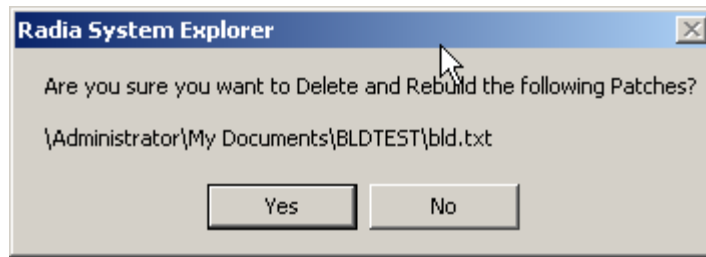 Radia System Explorer
Are you sure you want to Delete and Rebuild the following Patches?
\Administrator\My Documents\BLDTEST\bld.txt
Yes
No